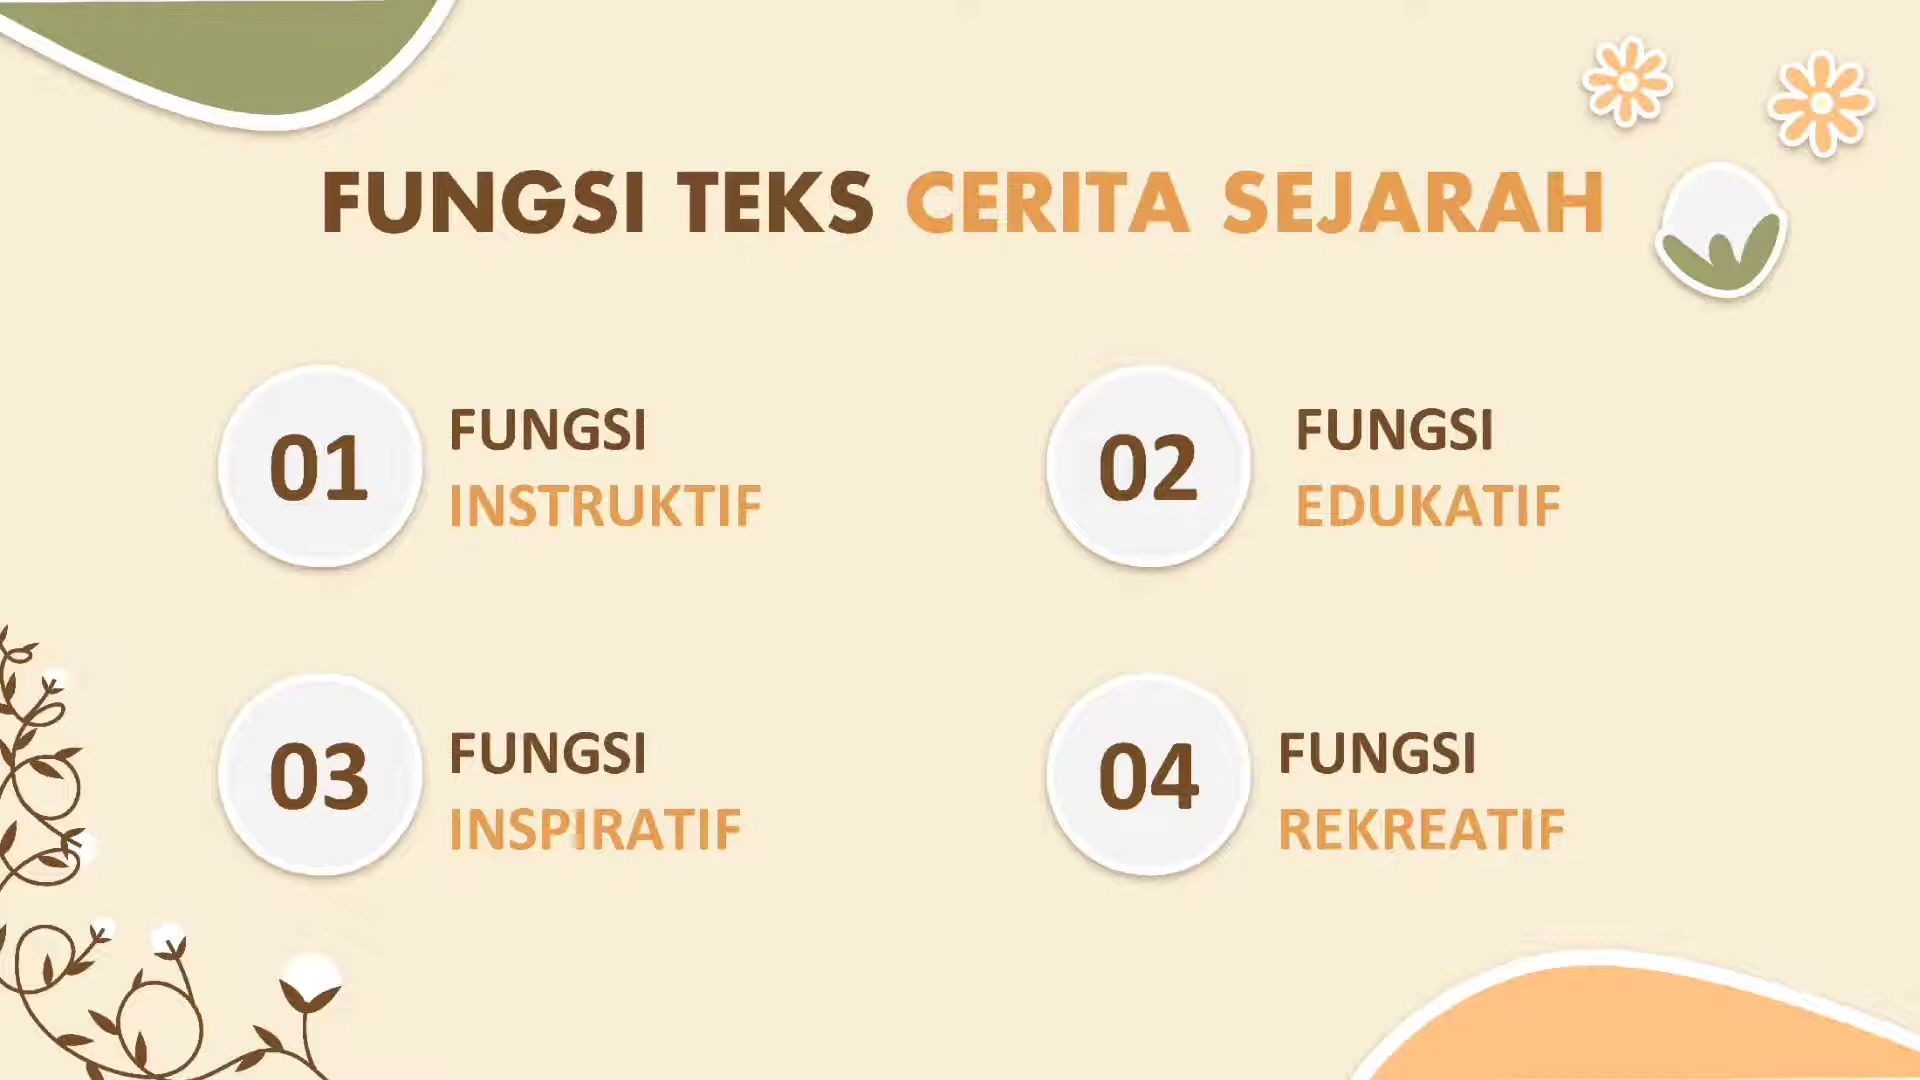 FUNGSI TEKS CERITA SEJARAH
01
FUNGSI
INSTRUKTIF
02
FUNGSI
EDUKATIF
03
FUNGSI
INSPIRATIF
04
FUNGSI
REKREATIF